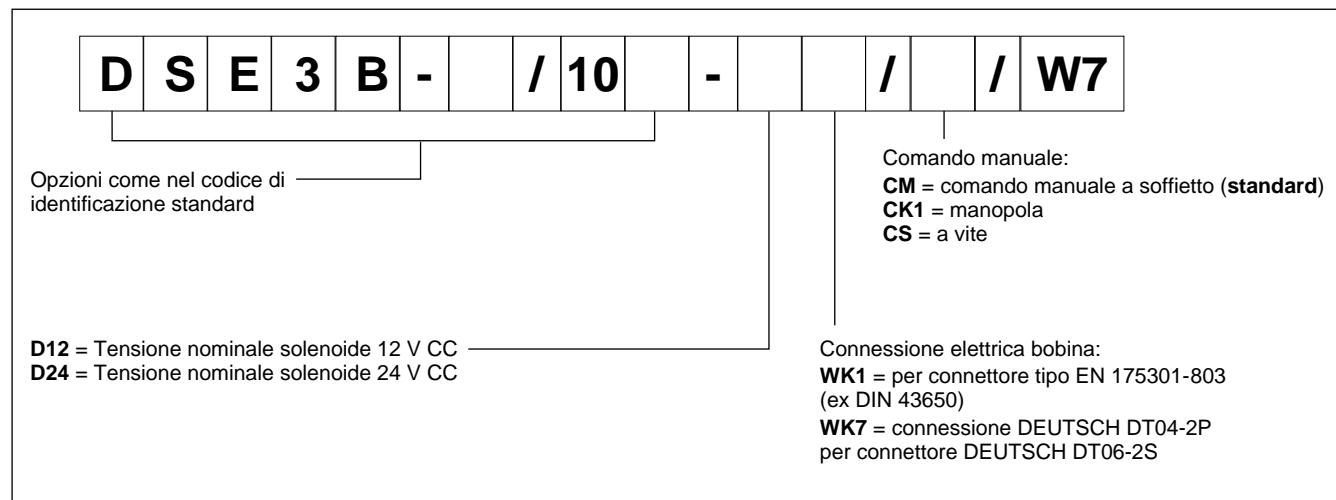 D S E 3 B - / 10 - / / W7
Opzioni come nel codice di
identificazione standard
Comando manuale:
CM = comando manuale a soffietto (standard)
CK1 = manopola
CS = a vite
D12 = Tensione nominale solenoide 12 V CC
D24 = Tensione nominale solenoide 24 V CC
Connessione elettrica bobina:
WK1 = per connettore tipo EN 175301-803
(ex DIN 43650)
WK7 = connessione DEUTSCH DT04-2P
per connettore DEUTSCH DT06-2S